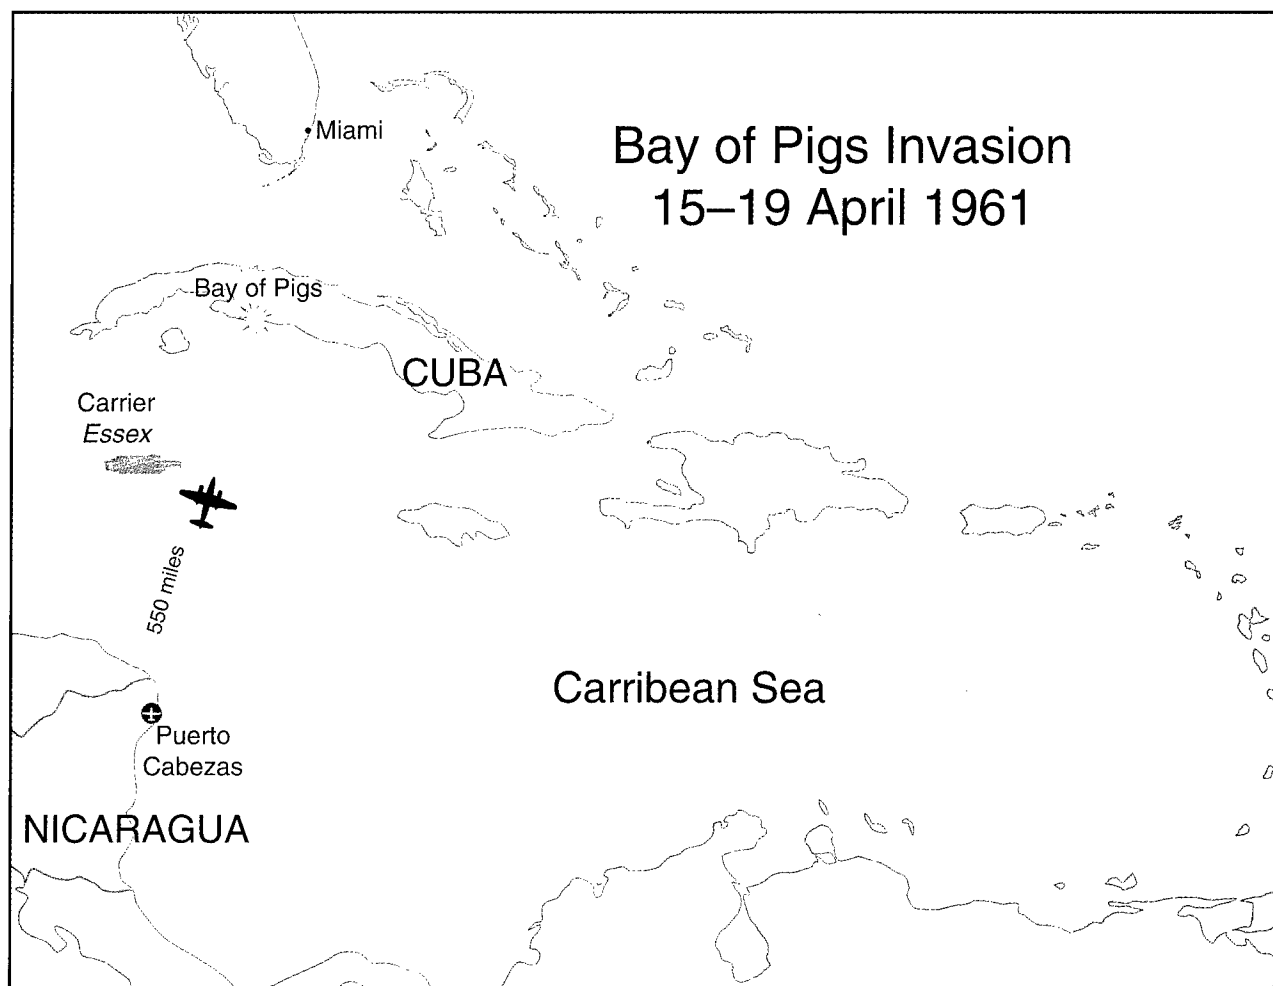 Miami
Bay of Pigs Invasion
15–19 April 1961
Bay of Pigs
CUBA
Carrier
Essex
550 miles
Carribean Sea
Puerto
Cabezas
NICARAGUA